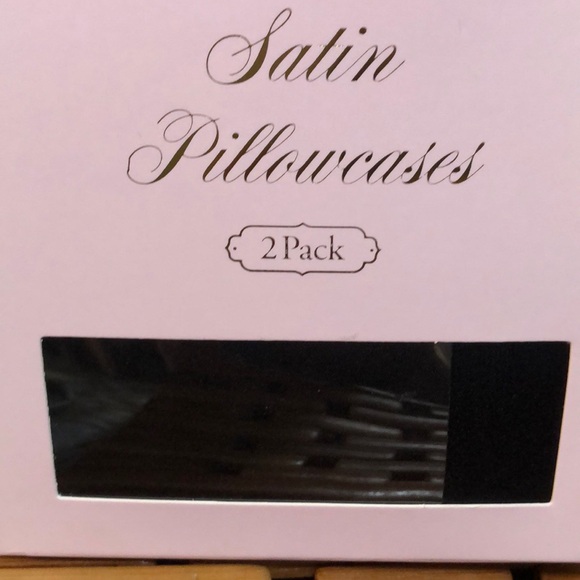 Satin
Pillowcases
2 Pack